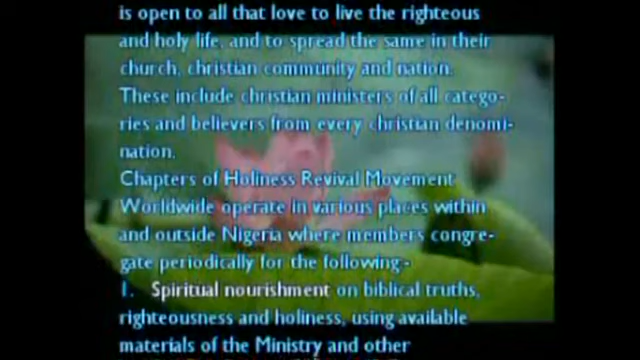 is open to all that love to live the righteous
and holy life, and to spread the same in their
church, christian community and nation.
These include christian ministers of all catego-
ries and believers from every christian denomi-
nation.
Chapters of Holiness Revival Movement
Worldwide operate in various places within
and outside Nigeria where members congre-
gate periodically for the following:-
1. Spiritual nourishment on biblical truths,
righteousness and holiness, using available
materials of the Ministry and other